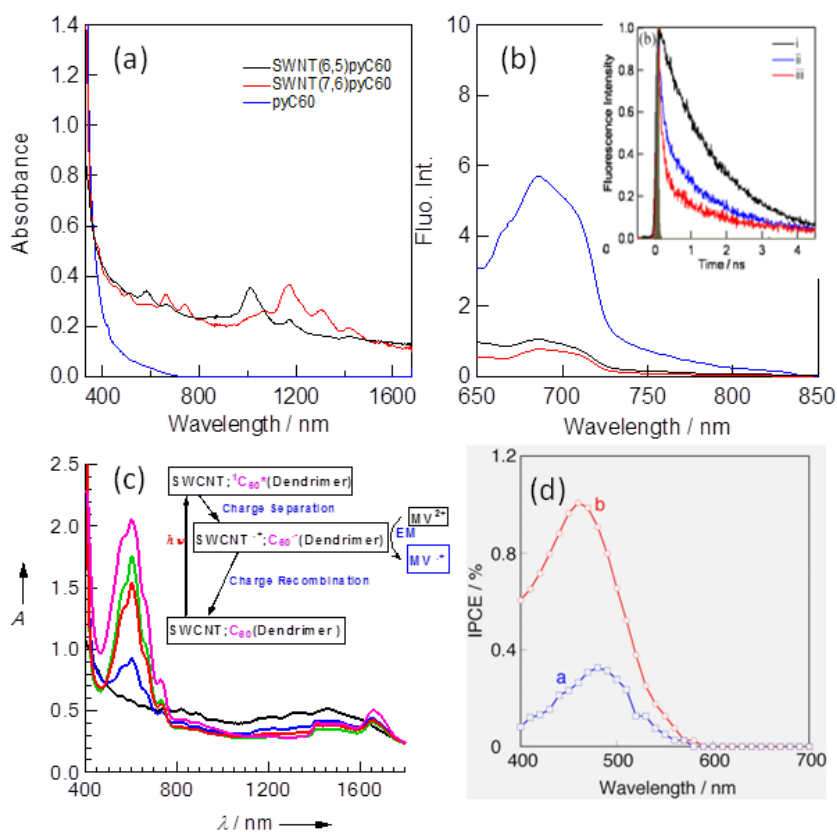 (a)
SWNT(6,5)pyC60
SWNT(7,6)pyC60
pyC60
Absorbance
1.4
1.2
1.0
0.8
0.6
0.4
0.2
0.0
400 800 1200 1600
Wavelength / nm
(b)
Fluo. Int.
10
8
6
4
2
0
650 700 750 800 850
Wavelength / nm
(b)
i
ii
iii
Fluorescence Intensity
1.0
0.8
0.6
0.4
0.2
0.0
0
0 1 2 3 4
Time / ns
(c)
A
2.5
2.0
1.5
1.0
0.5
0.0
400 800 1200 1600
λ / nm
SWCNT; ¹C₆₀*(Dendrimer)
Charge Separation
hν
SWCNT ·⁺; C₆₀·⁻(Dendrimer)
MV²⁺
EM
MV·⁺
Charge Recombination
SWCNT; C₆₀(Dendrimer)
(d)
IPCE / %
1.2
0.8
0.4
0
b
a
400 500 600 700
Wavelength / nm